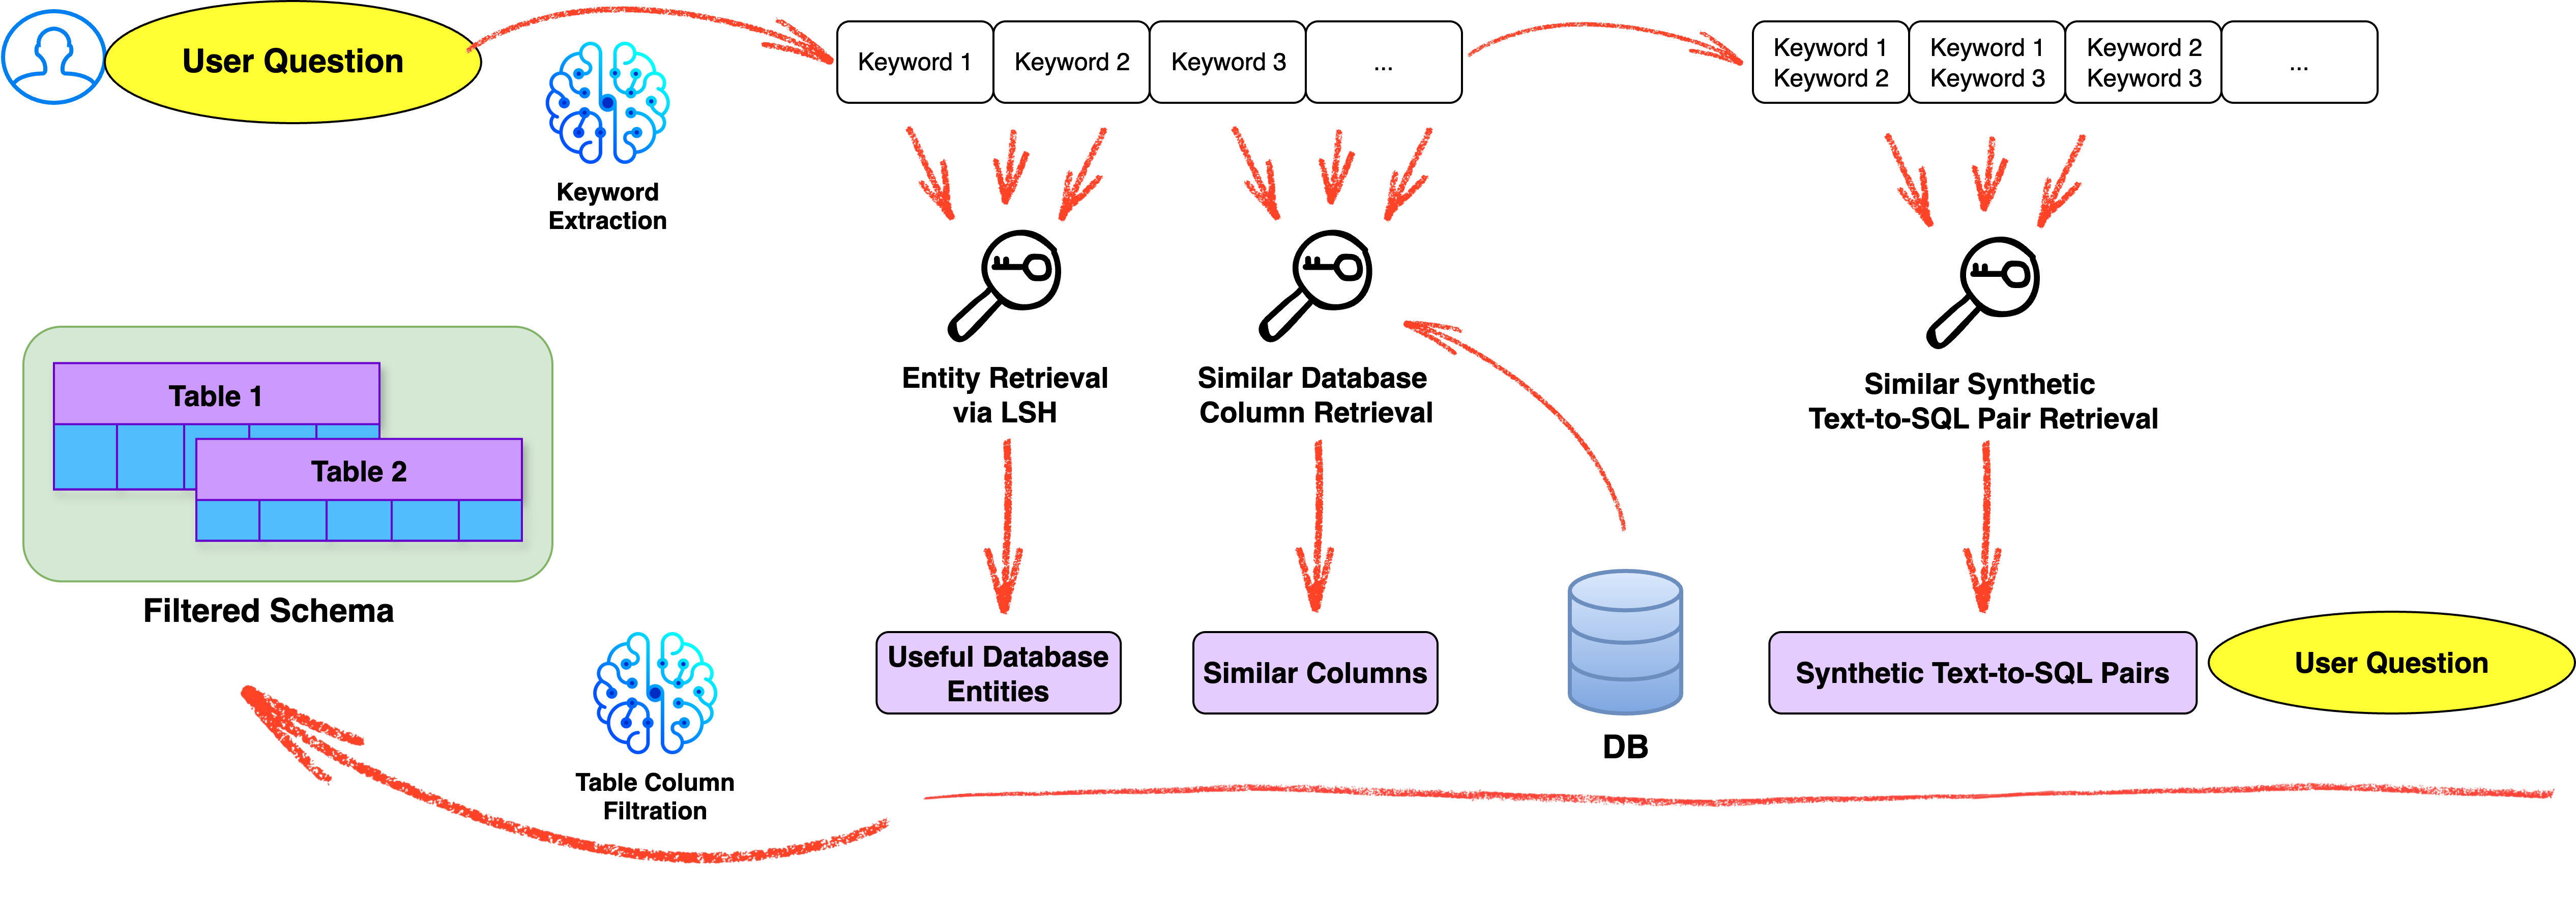 User Question
Keyword
Extraction
Keyword 1
Keyword 2
Keyword 3
...
Keyword 1
Keyword 2
Keyword 1
Keyword 3
Keyword 2
Keyword 3
...
Entity Retrieval
via LSH
Similar Database
Column Retrieval
Similar Synthetic
Text-to-SQL Pair Retrieval
Table 1
Table 2
Filtered Schema
Table Column
Filtration
Useful Database
Entities
Similar Columns
DB
Synthetic Text-to-SQL Pairs
User Question